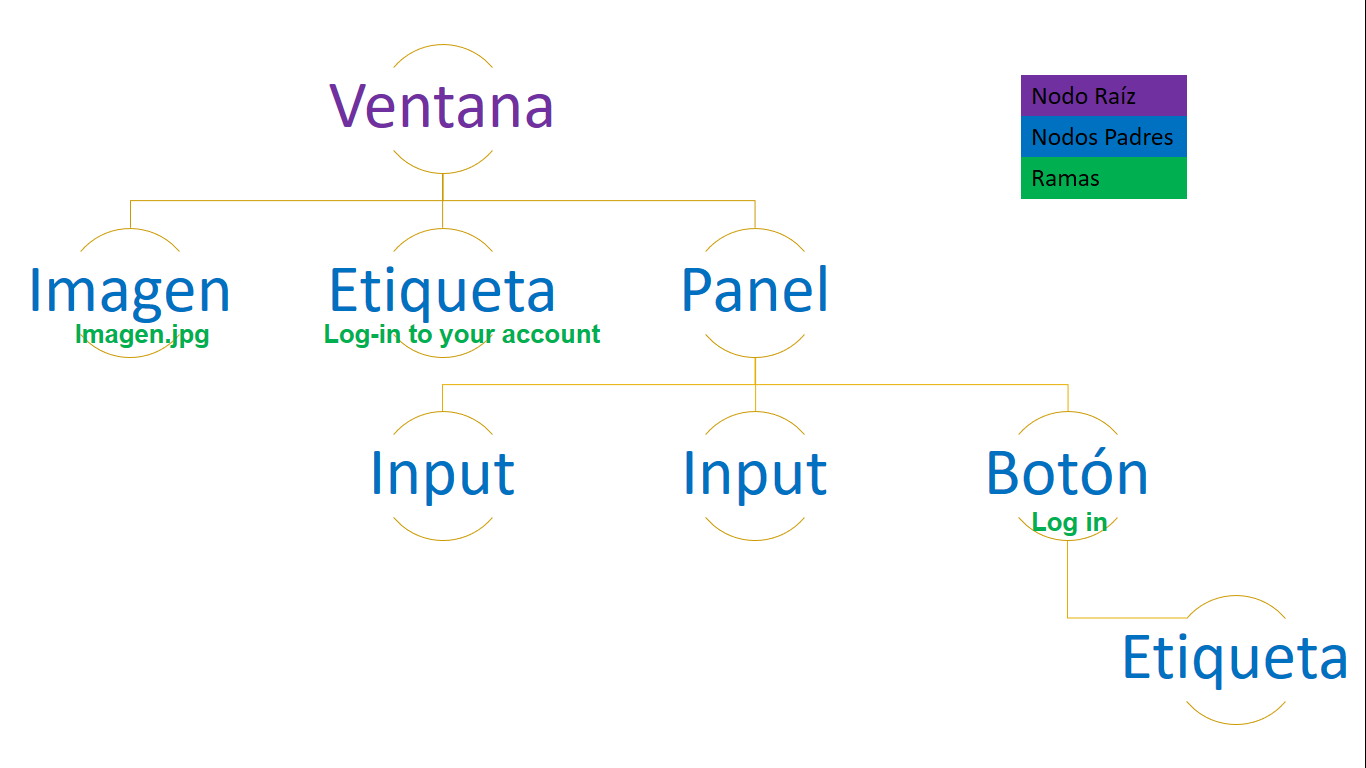 Ventana
Nodo Raíz
Nodos Padres
Ramas
Imagen
Imagen.jpg
Etiqueta
Log-in to your account
Panel
Input
Input
Botón
Log in
Etiqueta